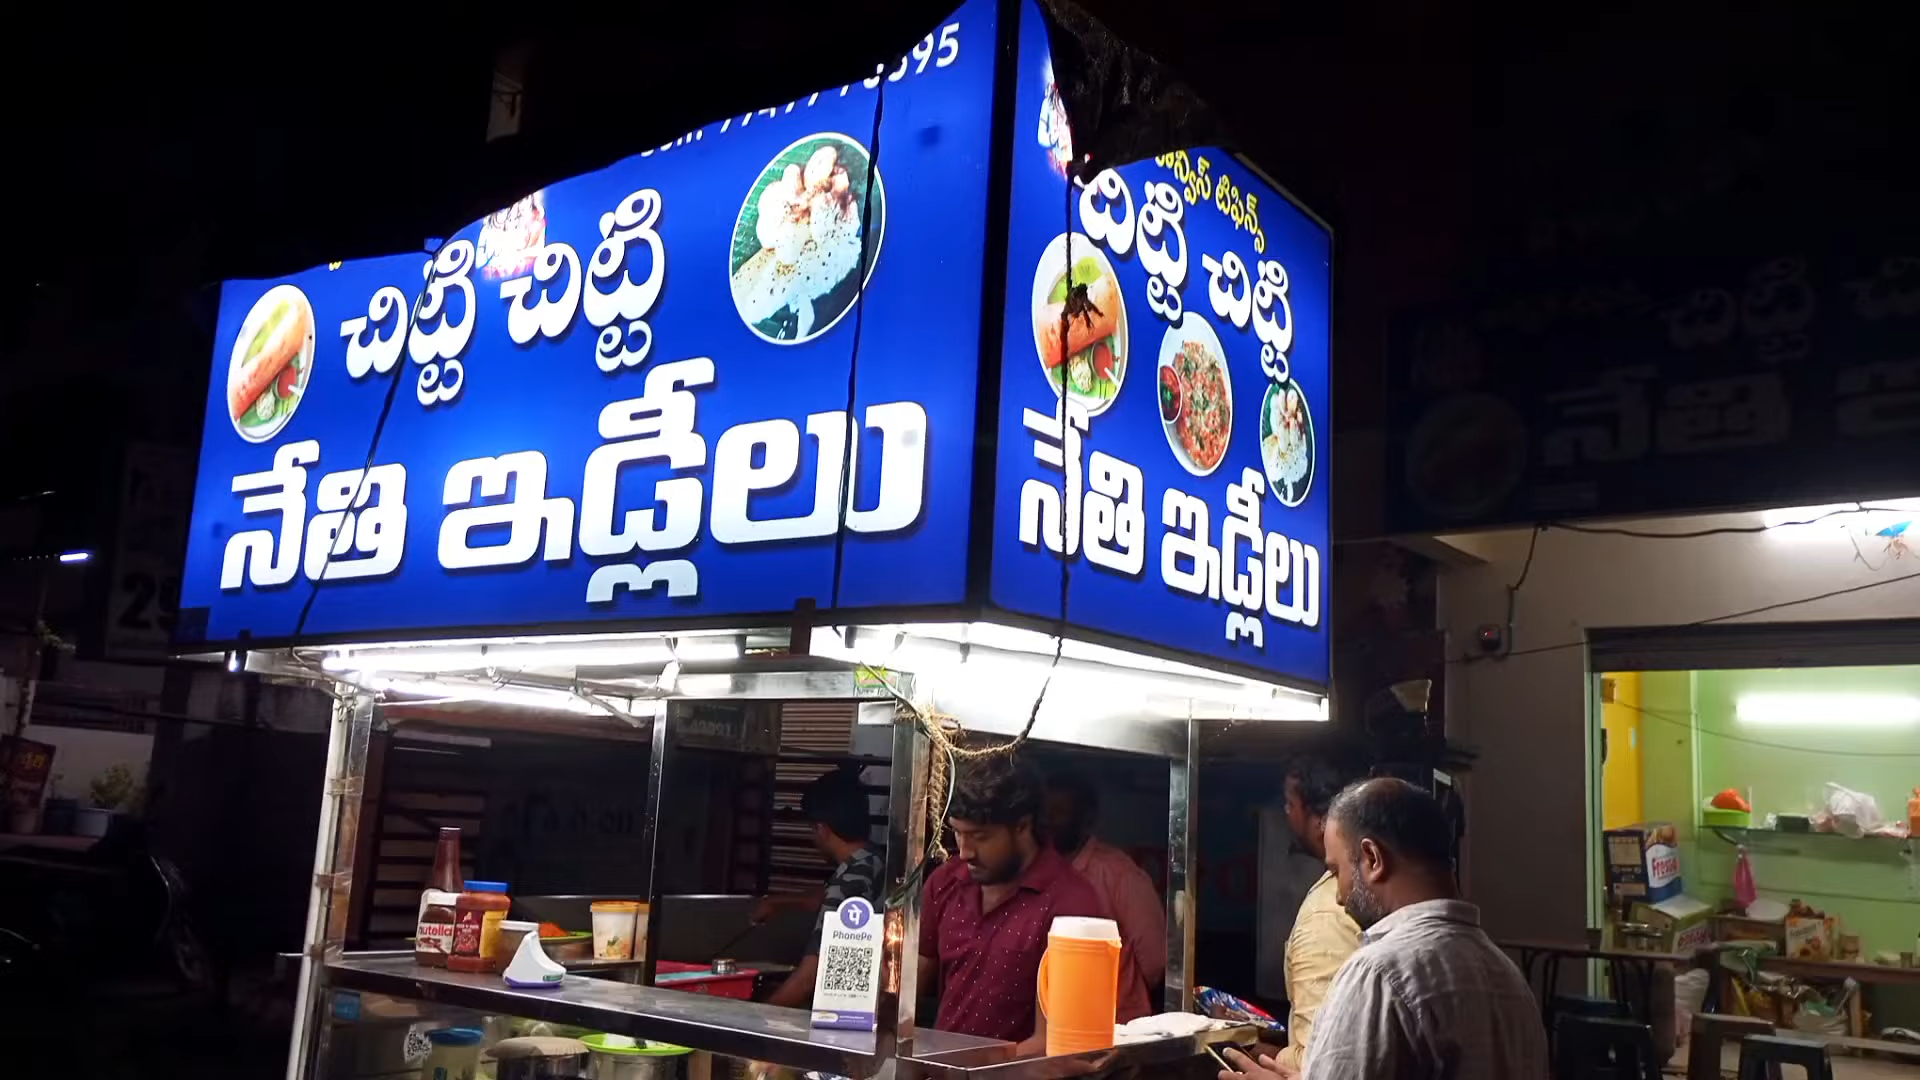 చిట్టి చిట్టి
నేతి ఇడ్లీలు
టిఫిన్స్
చిట్టి చిట్టి
నేతి ఇడ్లీలు
nutella
PhonePe